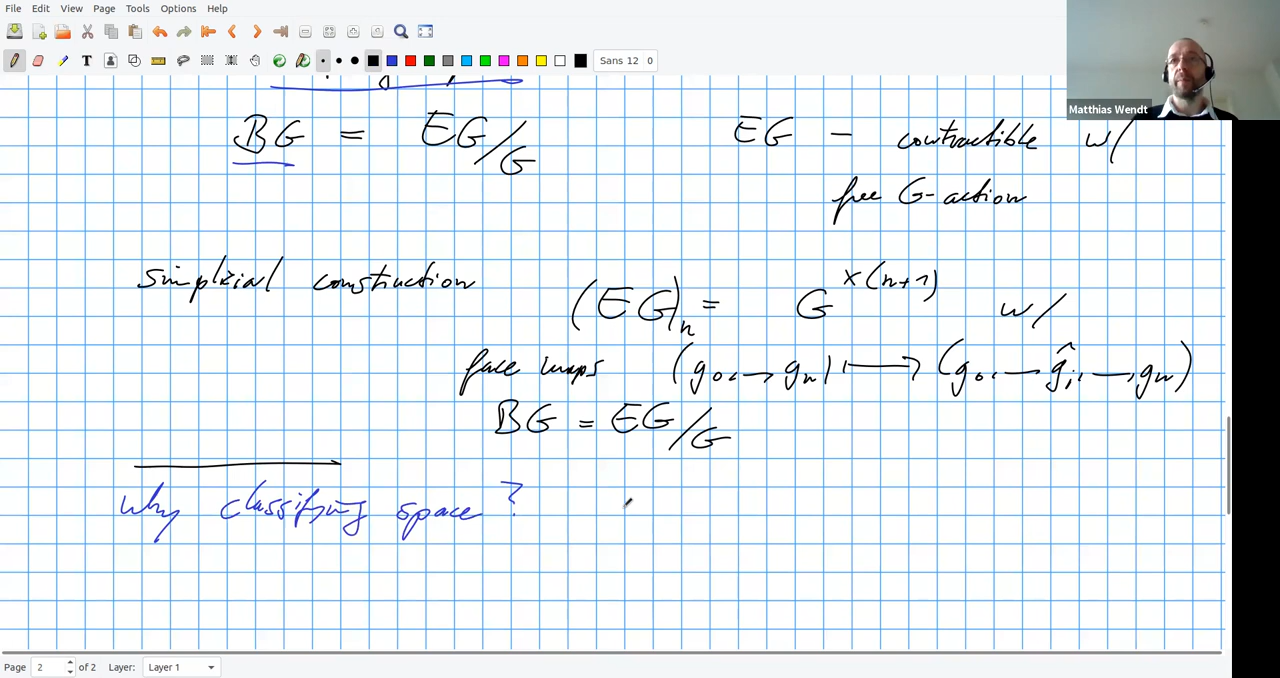 File Edit View Page Tools Options Help
Sans 12 0
Matthias Wendt
BG = EG/G EG – contractible w/
free G-action
simplicial construction (EG)_n = G^{×(n+1)} w/
face maps (g₀, → gₙ) ⟼ (g₀, → ĝᵢ, →, gₙ)
BG = EG/G
Why classifying space?
Page 2 of 2 Layer: Layer 1